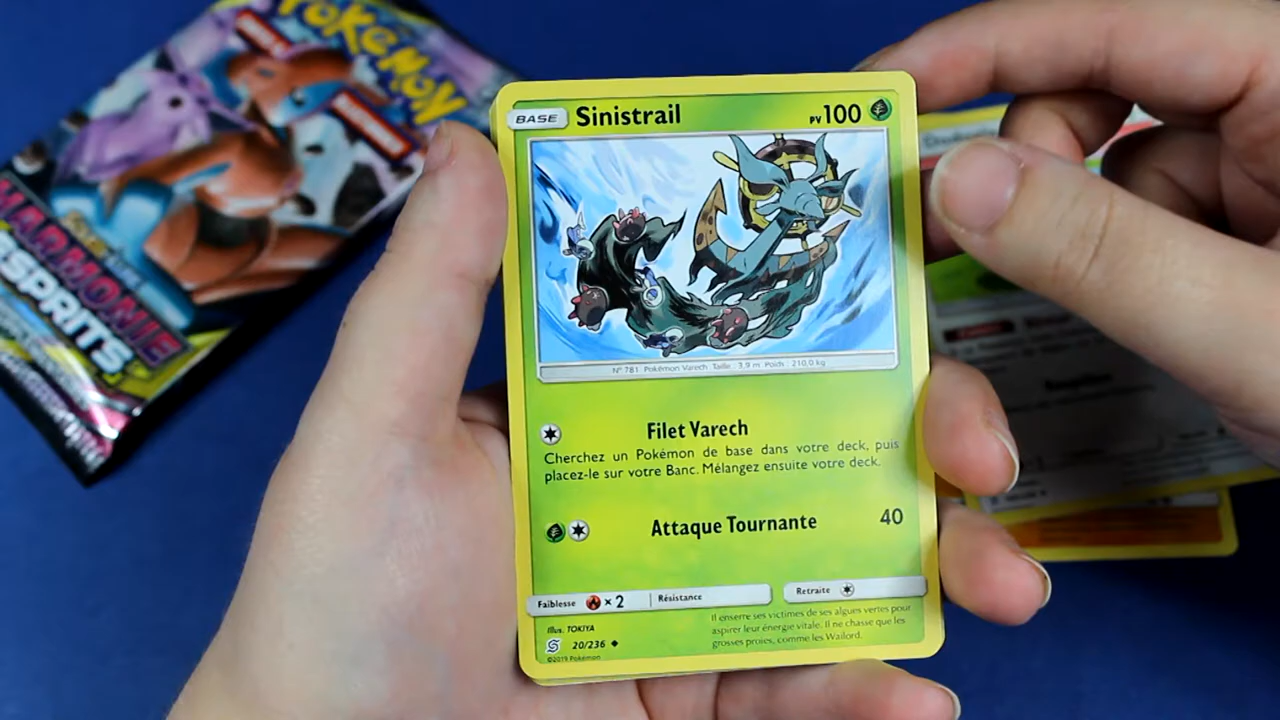 POKÉMON
HARMONIE
ESPRITS
BASE
Sinistrail
PV 100
N° 781 Pokémon Varech Taille : 3,9 m Poids : 210,0 kg
Filet Varech
Cherchez un Pokémon de base dans votre deck, puis
placez-le sur votre Banc. Mélangez ensuite votre deck.
Attaque Tournante 40
Faiblesse × 2 Résistance Retraite
Il enserre ses victimes de ses algues vertes pour
aspirer leur énergie vitale. Il ne chasse que les
grosses proies, comme les Wailord.
Illus. TOKIYA
20/236
©2019 Pokémon